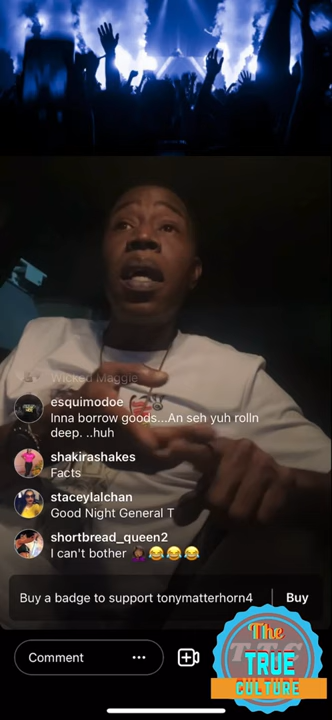 Wicked Maggie
esquimodoe
Inna borrow goods...An seh yuh rolln
deep. ..huh
shakirashakes
Facts
staceylalchan
Good Night General T
shortbread_queen2
I can't bother 🤦🏾‍♀️😂😂😂
Buy a badge to support tonymatterhorn4
Buy
Comment
The
TRUE
CULTURE